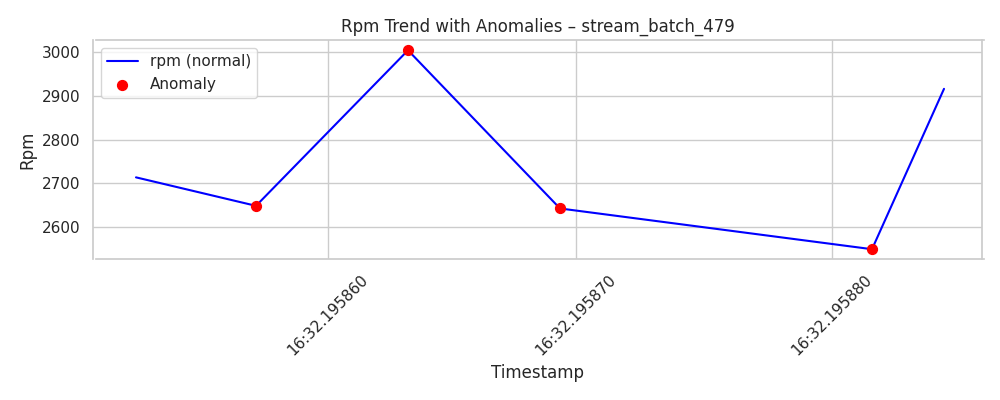 Rpm Trend with Anomalies – stream_batch_479
rpm (normal)
Anomaly
Rpm
3000
2900
2800
2700
2600
16:32.195860
16:32.195870
16:32.195880
Timestamp